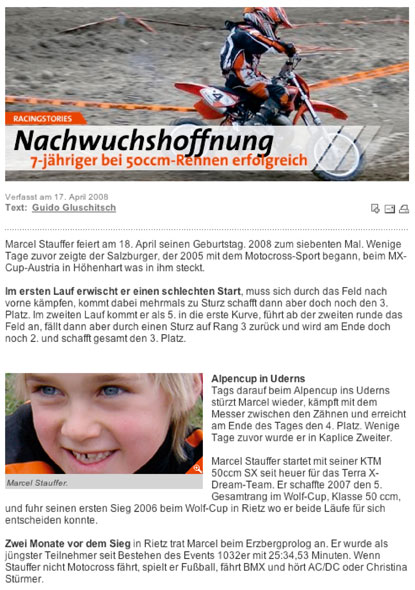 RACINGSTORIES
Nachwuchshoffnung
7-jähriger bei 50ccm-Rennen erfolgreich
Verfasst am 17. April 2008
Text: Guido Gluschitsch
Marcel Stauffer feiert am 18. April seinen Geburtstag. 2008 zum siebenten Mal. Wenige
Tage zuvor zeigte der Salzburger, der 2005 mit dem Motocross-Sport begann, beim MX-
Cup-Austria in Höhenhart was in ihm steckt.
Im ersten Lauf erwischt er einen schlechten Start, muss sich durch das Feld nach
vorne kämpfen, kommt dabei mehrmals zu Sturz schafft dann aber doch noch den 3.
Platz. Im zweiten Lauf kommt er als 5. in die erste Kurve, führt ab der zweiten runde das
Feld an, fällt dann aber durch einen Sturz auf Rang 3 zurück und wird am Ende doch
noch 2. und schafft gesamt den 3. Platz.
Marcel Stauffer.
Alpencup in Uderns
Tags darauf beim Alpencup ins Uderns
stürzt Marcel wieder, kämpft mit dem
Messer zwischen den Zähnen und erreicht
am Ende des Tages den 4. Platz. Wenige
Tage zuvor wurde er in Kaplice Zweiter.
Marcel Stauffer startet mit seiner KTM
50ccm SX seit heuer für das Terra X-
Dream-Team. Er schaffte 2007 den 5.
Gesamtrang im Wolf-Cup, Klasse 50 ccm,
und fuhr seinen ersten Sieg 2006 beim Wolf-Cup in Rietz wo er beide Läufe für sich
entscheiden konnte.
Zwei Monate vor dem Sieg in Rietz trat Marcel beim Erzbergprolog an. Er wurde als
jüngster Teilnehmer seit Bestehen des Events 1032er mit 25:34,53 Minuten. Wenn
Stauffer nicht Motocross fährt, spielt er Fußball, fährt BMX und hört AC/DC oder Christina
Stürmer.